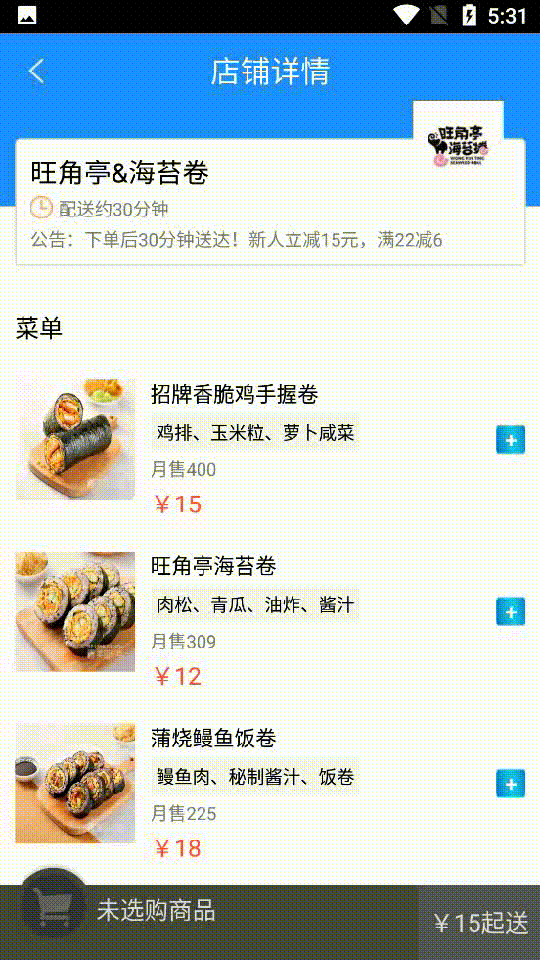 5:31
店铺详情
旺角亭
海苔卷
WONG KOK TING
SEAWEED ROLL
旺角亭&海苔卷
配送约30分钟
公告：下单后30分钟送达！新人立减15元，满22减6
菜单
招牌香脆鸡手握卷
鸡排、玉米粒、萝卜咸菜
月售400
￥15
旺角亭海苔卷
肉松、青瓜、油炸、酱汁
月售309
￥12
蒲烧鳗鱼饭卷
鳗鱼肉、秘制酱汁、饭卷
月售225
￥18
未选购商品
￥15起送